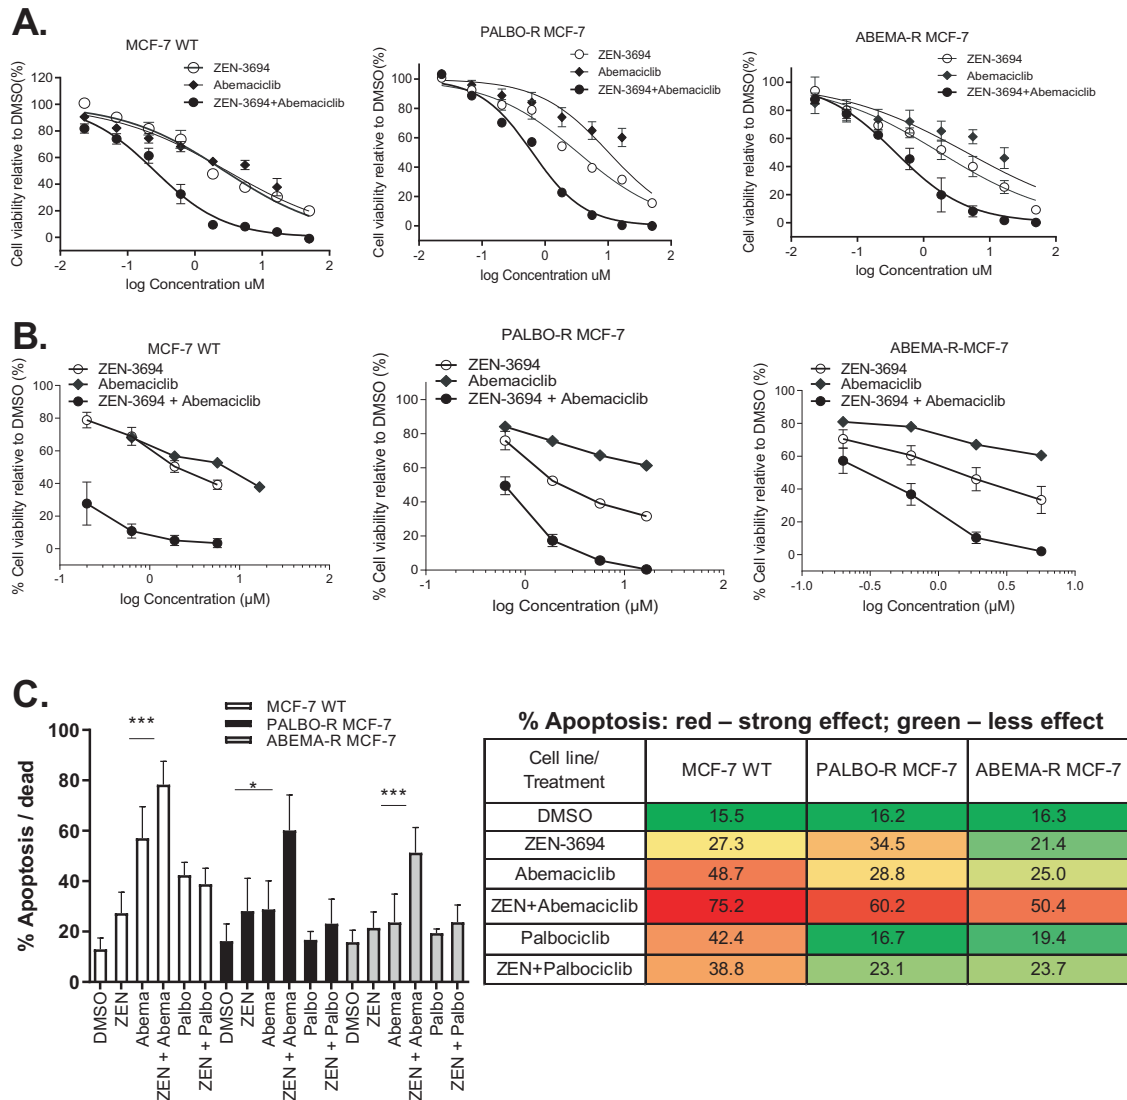 A.
MCF-7 WT
ZEN-3694
Abemaciclib
ZEN-3694+Abemaciclib
Cell viability relative to DMSO(%)
120
100
80
60
40
20
0
-2
-1
0
1
2
log Concentration uM
PALBO-R MCF-7
ZEN-3694
Abemaciclib
ZEN-3694+Abemaciclib
Cell viability relative to DMSO(%)
100
80
60
40
20
0
-2
-1
0
1
2
log Concentration uM
ABEMA-R MCF-7
ZEN-3694
Abemaciclib
ZEN-3694+Abemaciclib
Cell viability relative to DMSO(%)
120
100
80
60
40
20
0
-2
-1
0
1
2
log Concentration uM
B.
MCF-7 WT
ZEN-3694
Abemaciclib
ZEN-3694 + Abemaciclib
% Cell viability relative to DMSO (%)
100
80
60
40
20
0
-1
0
1
2
log Concentration (µM)
PALBO-R MCF-7
ZEN-3694
Abemaciclib
ZEN-3694 + Abemaciclib
% Cell viability relative to DMSO (%)
100
80
60
40
20
0
-1
0
1
2
log Concentration (µM)
ABEMA-R-MCF-7
ZEN-3694
Abemaciclib
ZEN-3694 + Abemaciclib
% Cell viability relative to DMSO (%)
100
80
60
40
20
0
-1.0
-0.5
0.0
0.5
1.0
log Concentration (µM)
C.
MCF-7 WT
PALBO-R MCF-7
ABEMA-R MCF-7
% Apoptosis / dead
100
80
60
40
20
0
***
*
***
DMSO
ZEN
Abema
ZEN + Abema
Palbo
ZEN + Palbo
DMSO
ZEN
Abema
ZEN + Abema
Palbo
ZEN + Palbo
DMSO
ZEN
Abema
ZEN + Abema
Palbo
ZEN + Palbo
% Apoptosis: red – strong effect; green – less effect
Cell line/
Treatment
MCF-7 WT PALBO-R MCF-7 ABEMA-R MCF-7
DMSO 15.5 16.2 16.3
ZEN-3694 27.3 34.5 21.4
Abemaciclib 48.7 28.8 25.0
ZEN+Abemaciclib 75.2 60.2 50.4
Palbociclib 42.4 16.7 19.4
ZEN+Palbociclib 38.8 23.1 23.7